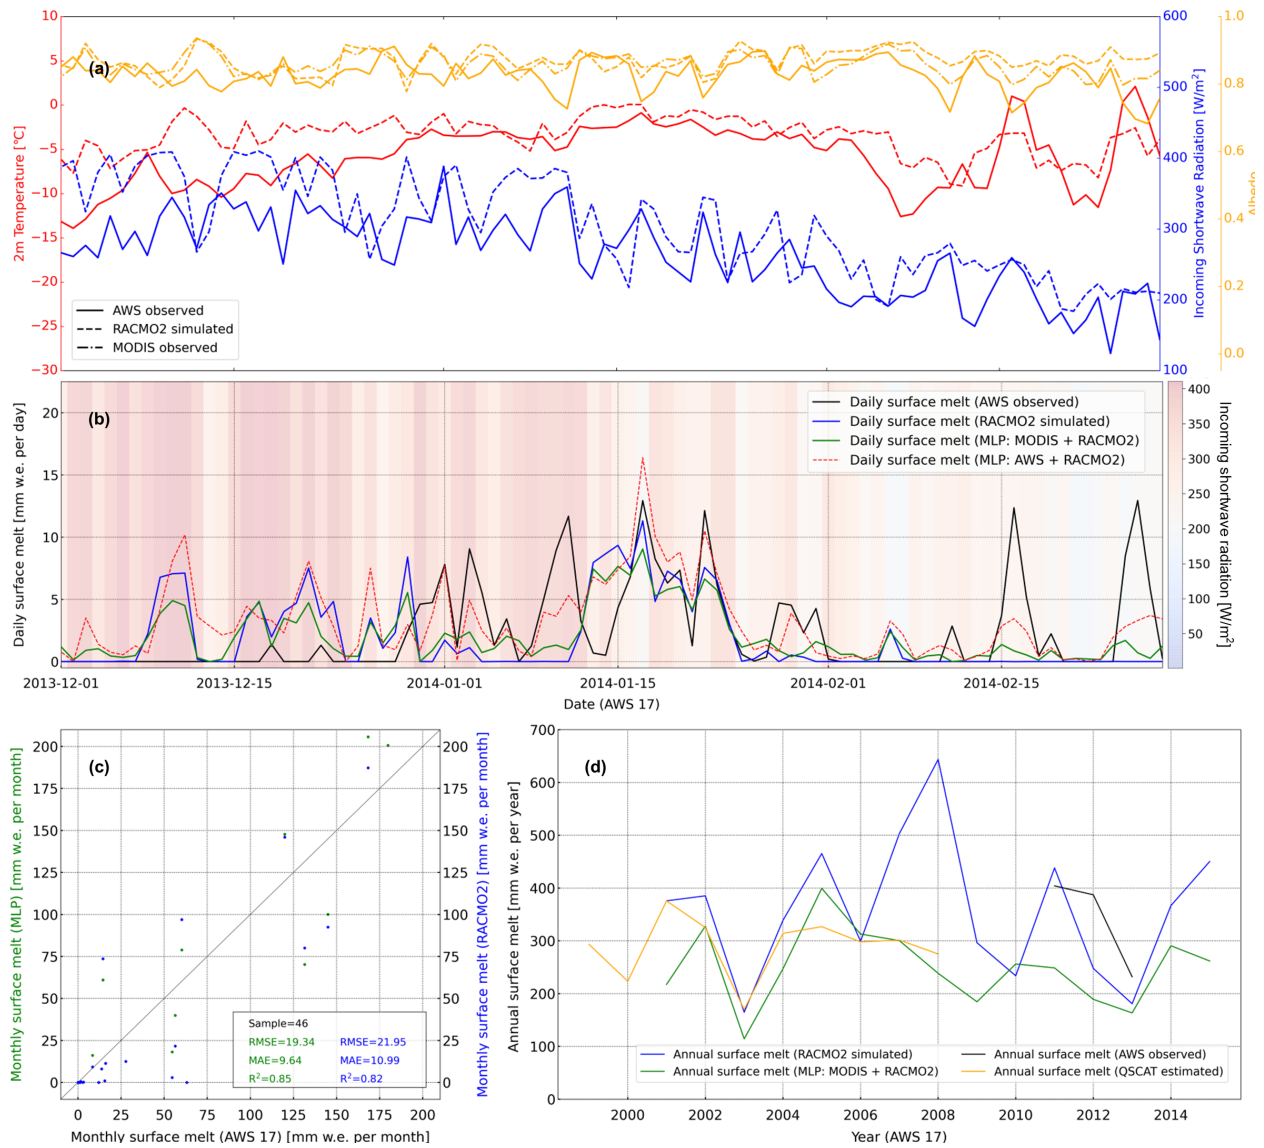 (a)
10
5
0
−5
−10
−15
−20
−25
−30
2m Temperature [°C]
600
500
400
300
200
100
Incoming Shortwave Radiation [W/m²]
1.0
0.8
0.6
0.4
0.2
0.0
Albedo
AWS observed
RACMO2 simulated
MODIS observed
(b)
20
15
10
5
0
Daily surface melt [mm w.e. per day]
Daily surface melt (AWS observed)
Daily surface melt (RACMO2 simulated)
Daily surface melt (MLP: MODIS + RACMO2)
Daily surface melt (MLP: AWS + RACMO2)
400
350
300
250
200
150
100
50
Incoming shortwave radiation [W/m²]
2013-12-01 2013-12-15 2014-01-01 2014-01-15 2014-02-01 2014-02-15
Date (AWS 17)
(c)
200
175
150
125
100
75
50
25
0
Monthly surface melt (MLP) [mm w.e. per month]
200
175
150
125
100
75
50
25
0
Monthly surface melt (RACMO2) [mm w.e. per month]
Sample=46
RMSE=19.34 RMSE=21.95
MAE=9.64 MAE=10.99
R²=0.85 R²=0.82
0 25 50 75 100 125 150 175 200
Monthly surface melt (AWS 17) [mm w.e. per month]
(d)
700
600
500
400
300
200
100
0
Annual surface melt [mm w.e. per year]
Annual surface melt (RACMO2 simulated) Annual surface melt (AWS observed)
Annual surface melt (MLP: MODIS + RACMO2) Annual surface melt (QSCAT estimated)
2000 2002 2004 2006 2008 2010 2012 2014
Year (AWS 17)